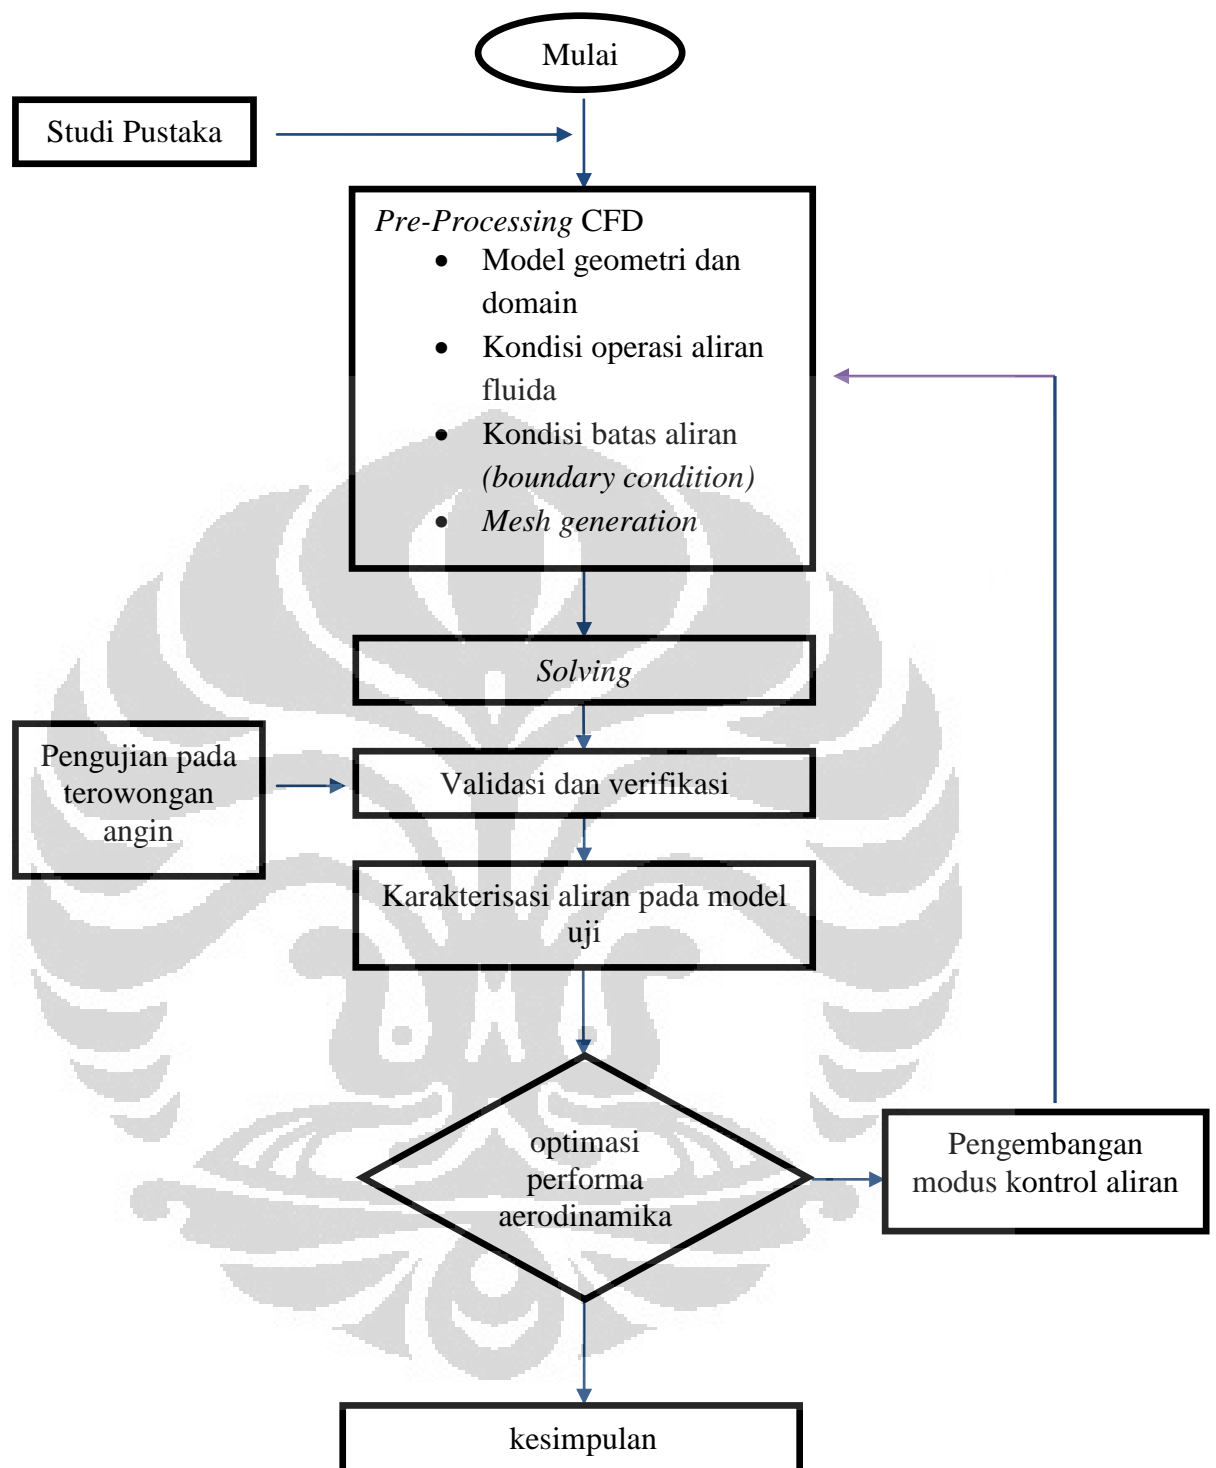 Mulai
Studi Pustaka
Pre-Processing CFD
• Model geometri dan
domain
• Kondisi operasi aliran
fluida
• Kondisi batas aliran
(boundary condition)
• Mesh generation
Solving
Pengujian pada
terowongan
angin
Validasi dan verifikasi
Karakterisasi aliran pada model
uji
optimasi
performa
aerodinamika
Pengembangan
modus kontrol aliran
kesimpulan